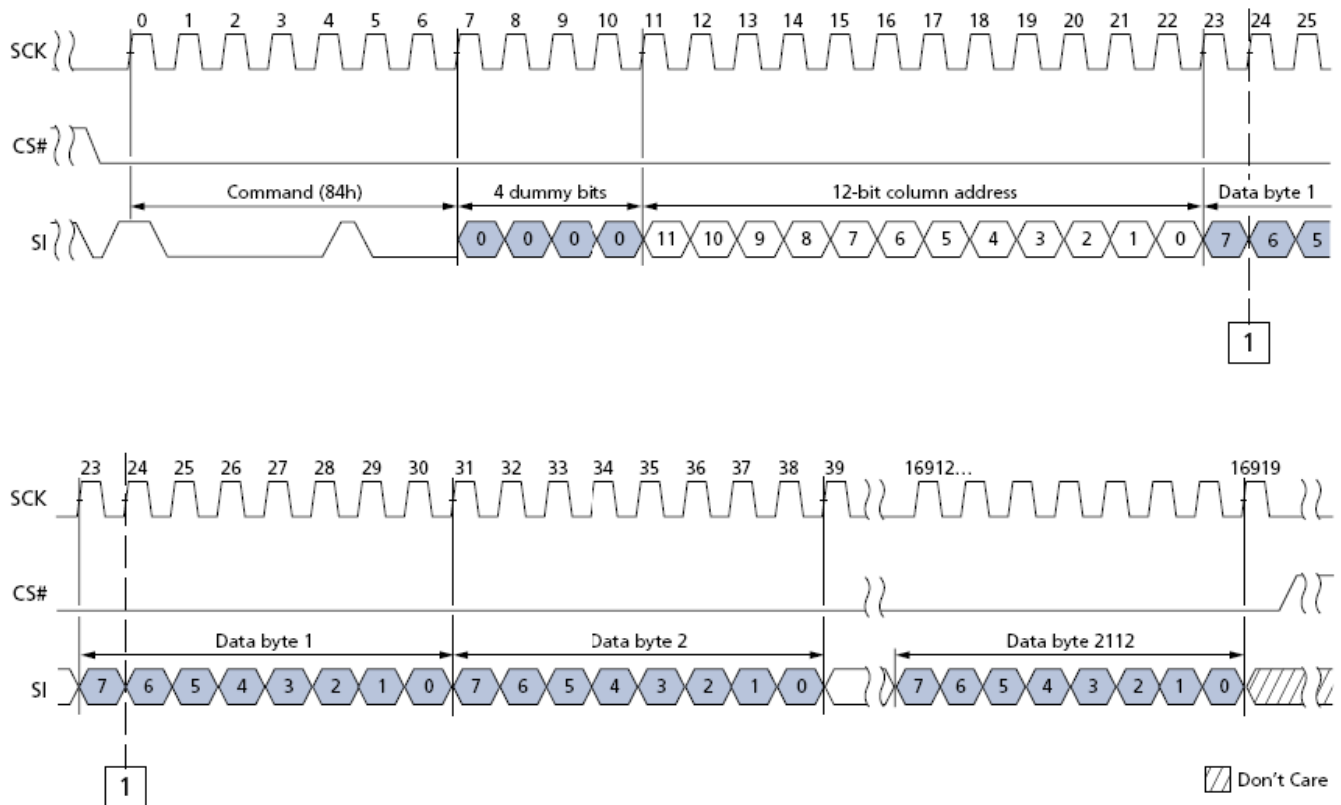 0 1 2 3 4 5 6 7 8 9 10 11 12 13 14 15 16 17 18 19 20 21 22 23 24 25
SCK
CS#
Command (84h) 4 dummy bits 12-bit column address Data byte 1
SI 0 0 0 0 11 10 9 8 7 6 5 4 3 2 1 0 7 6 5
1
23 24 25 26 27 28 29 30 31 32 33 34 35 36 37 38 39 16912... 16919
SCK
CS#
Data byte 1 Data byte 2 Data byte 2112
SI 7 6 5 4 3 2 1 0 7 6 5 4 3 2 1 0 7 6 5 4 3 2 1 0
1
Don't Care